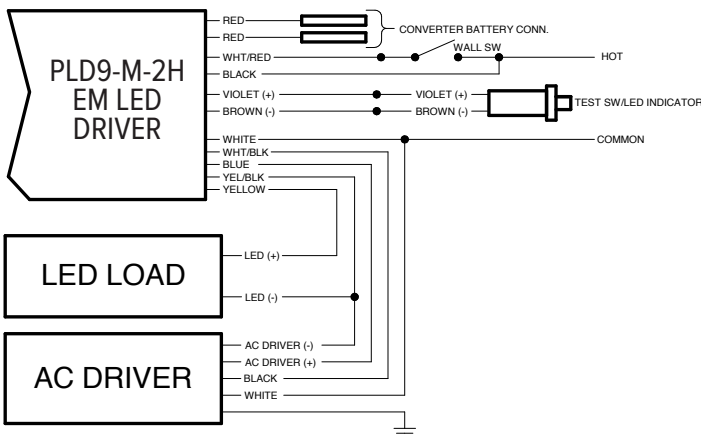 RED
RED
CONVERTER BATTERY CONN.
WHT/RED
WALL SW
HOT
BLACK
PLD9-M-2H
EM LED
DRIVER
VIOLET (+)
VIOLET (+)
BROWN (-)
BROWN (-)
TEST SW/LED INDICATOR
WHITE
COMMON
WHT/BLK
BLUE
YEL/BLK
YELLOW
LED LOAD
LED (+)
LED (-)
AC DRIVER
AC DRIVER (-)
AC DRIVER (+)
BLACK
WHITE